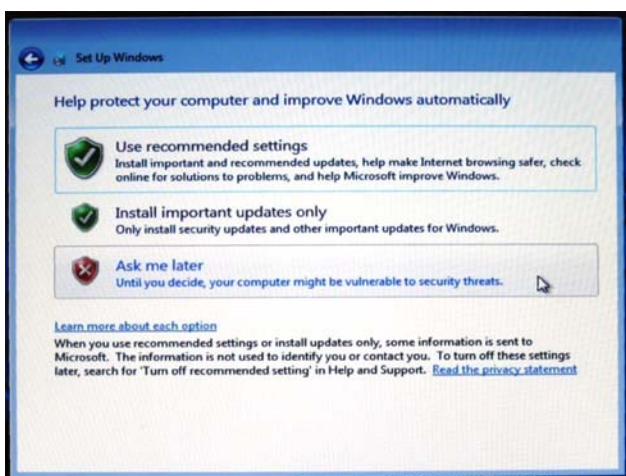 Set Up Windows
Help protect your computer and improve Windows automatically
Use recommended settings
Install important and recommended updates, help make Internet browsing safer, check
online for solutions to problems, and help Microsoft improve Windows.
Install important updates only
Only install security updates and other important updates for Windows.
Ask me later
Until you decide, your computer might be vulnerable to security threats.
Learn more about each option
When you use recommended settings or install updates only, some information is sent to
Microsoft. The information is not used to identify you or contact you. To turn off these settings
later, search for 'Turn off recommended setting' in Help and Support. Read the privacy statement